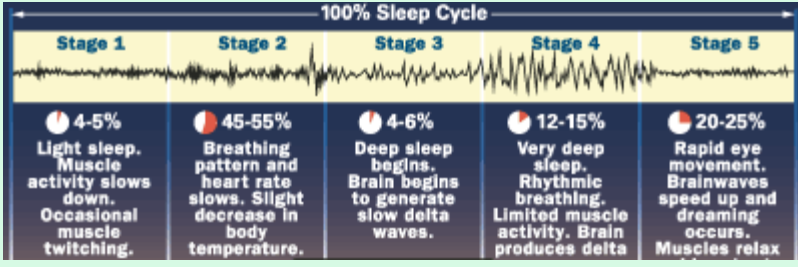 100% Sleep Cycle
Stage 1
Stage 2
Stage 3
Stage 4
Stage 5
4-5%
Light sleep.
Muscle
activity slows
down.
Occasional
muscle
twitching.
45-55%
Breathing
pattern and
heart rate
slows. Slight
decrease in
body
temperature.
4-6%
Deep sleep
begins.
Brain begins
to generate
slow delta
waves.
12-15%
Very deep
sleep.
Rhythmic
breathing.
Limited muscle
activity. Brain
produces delta
20-25%
Rapid eye
movement.
Brainwaves
speed up and
dreaming
occurs.
Muscles relax